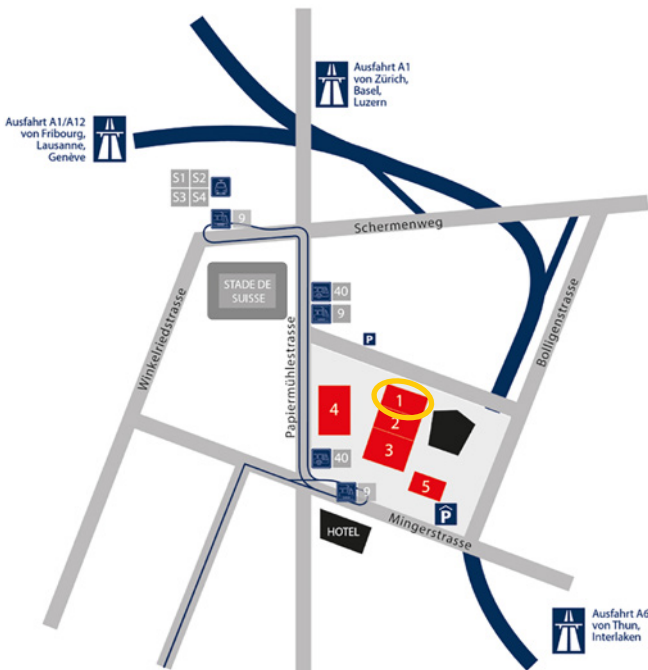 Ausfahrt A1
von Zürich,
Basel,
Luzern
Ausfahrt A1/A12
von Fribourg,
Lausanne,
Genève
S1 S2
S3 S4
9
Schermenweg
STADE DE
SUISSE
40
9
P
Winkelriedstrasse
Papiermühlestrasse
Bolligenstrasse
1
2
3
4
5
40
9
P
Mingerstrasse
HOTEL
Ausfahrt A6
von Thun,
Interlaken